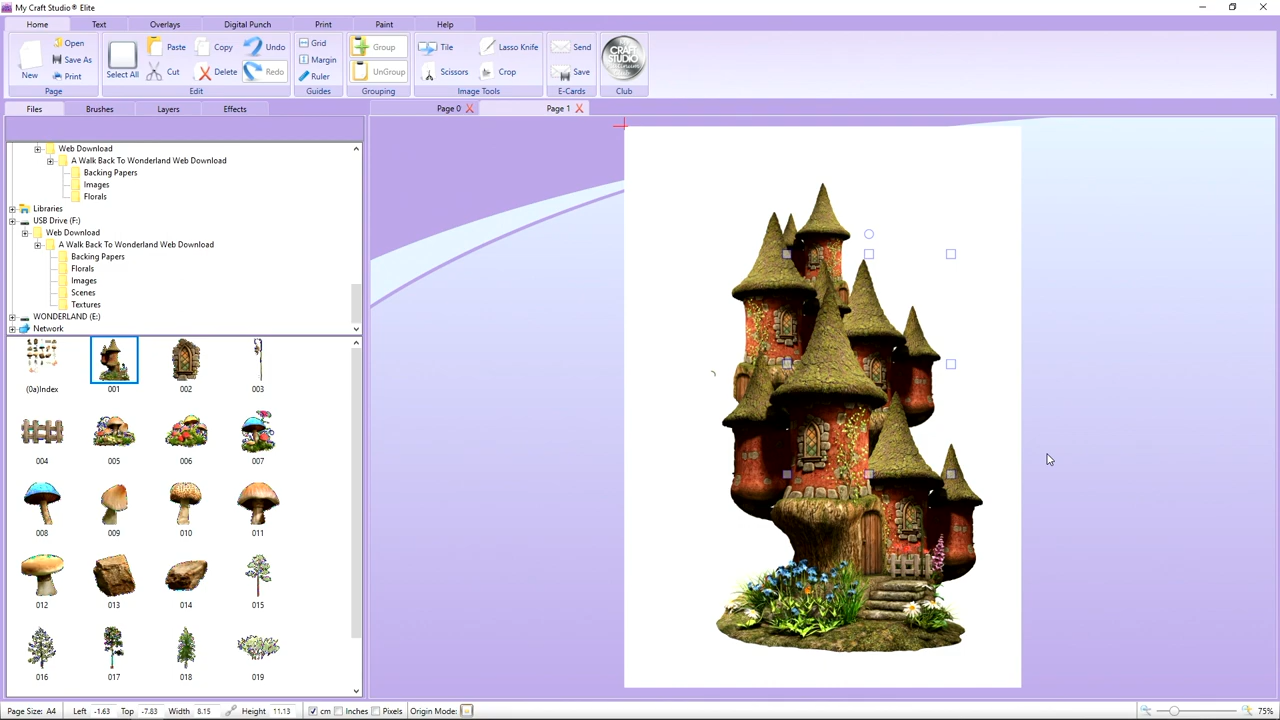 My Craft Studio® Elite
Home Text Overlays Digital Punch Print Paint Help
New Open Save As Print Page
Select All Paste Copy Undo Cut Delete Redo Edit
Grid Margin Ruler Guides
Group UnGroup Grouping
Tile Lasso Knife Scissors Crop Image Tools
Send Save E-Cards
CRAFT STUDIO Club
Files Brushes Layers Effects
Page 0 Page 1
Web Download
A Walk Back To Wonderland Web Download
Backing Papers
Images
Florals
Libraries
USB Drive (F:)
Web Download
A Walk Back To Wonderland Web Download
Backing Papers
Florals
Images
Scenes
Textures
WONDERLAND (E:)
Network
(0a)Index 001 002 003
004 005 006 007
008 009 010 011
012 013 014 015
016 017 018 019
Page Size: A4 Left -1.63 Top -7.83 Width 8.15 Height 11.13 cm Inches Pixels Origin Mode: 75%